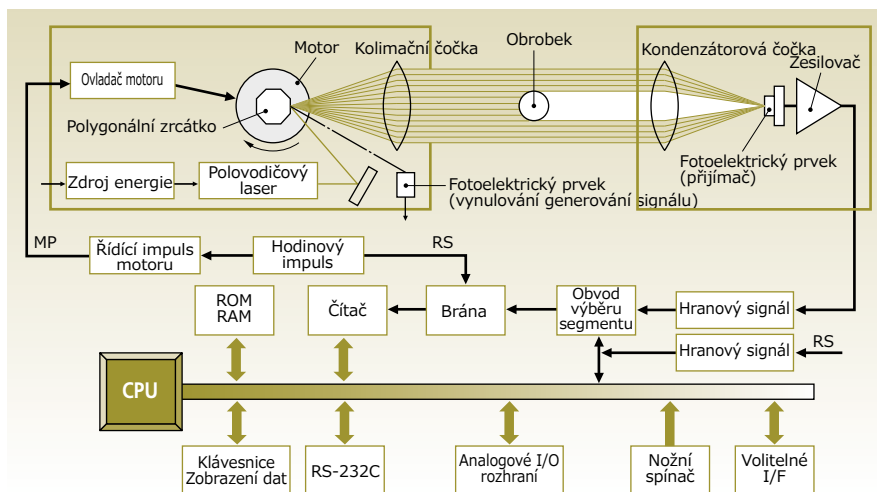 Motor
Kolimační čočka
Obrobek
Kondenzátorová čočka
Zesilovač
Ovladač motoru
Polygonální zrcátko
Zdroj energie
Polovodičový
laser
Fotoelektrický prvek
(vynulování generování signálu)
Fotoelektrický prvek
(přijímač)
MP
Řídící impuls
motoru
Hodinový
impuls
RS
ROM
RAM
Čítač
Brána
Obvod
výběru
segmentu
Hranový signál
Hranový signál
RS
CPU
Klávesnice
Zobrazení dat
RS-232C
Analogové I/O
rozhraní
Nožní
spínač
Volitelné
I/F